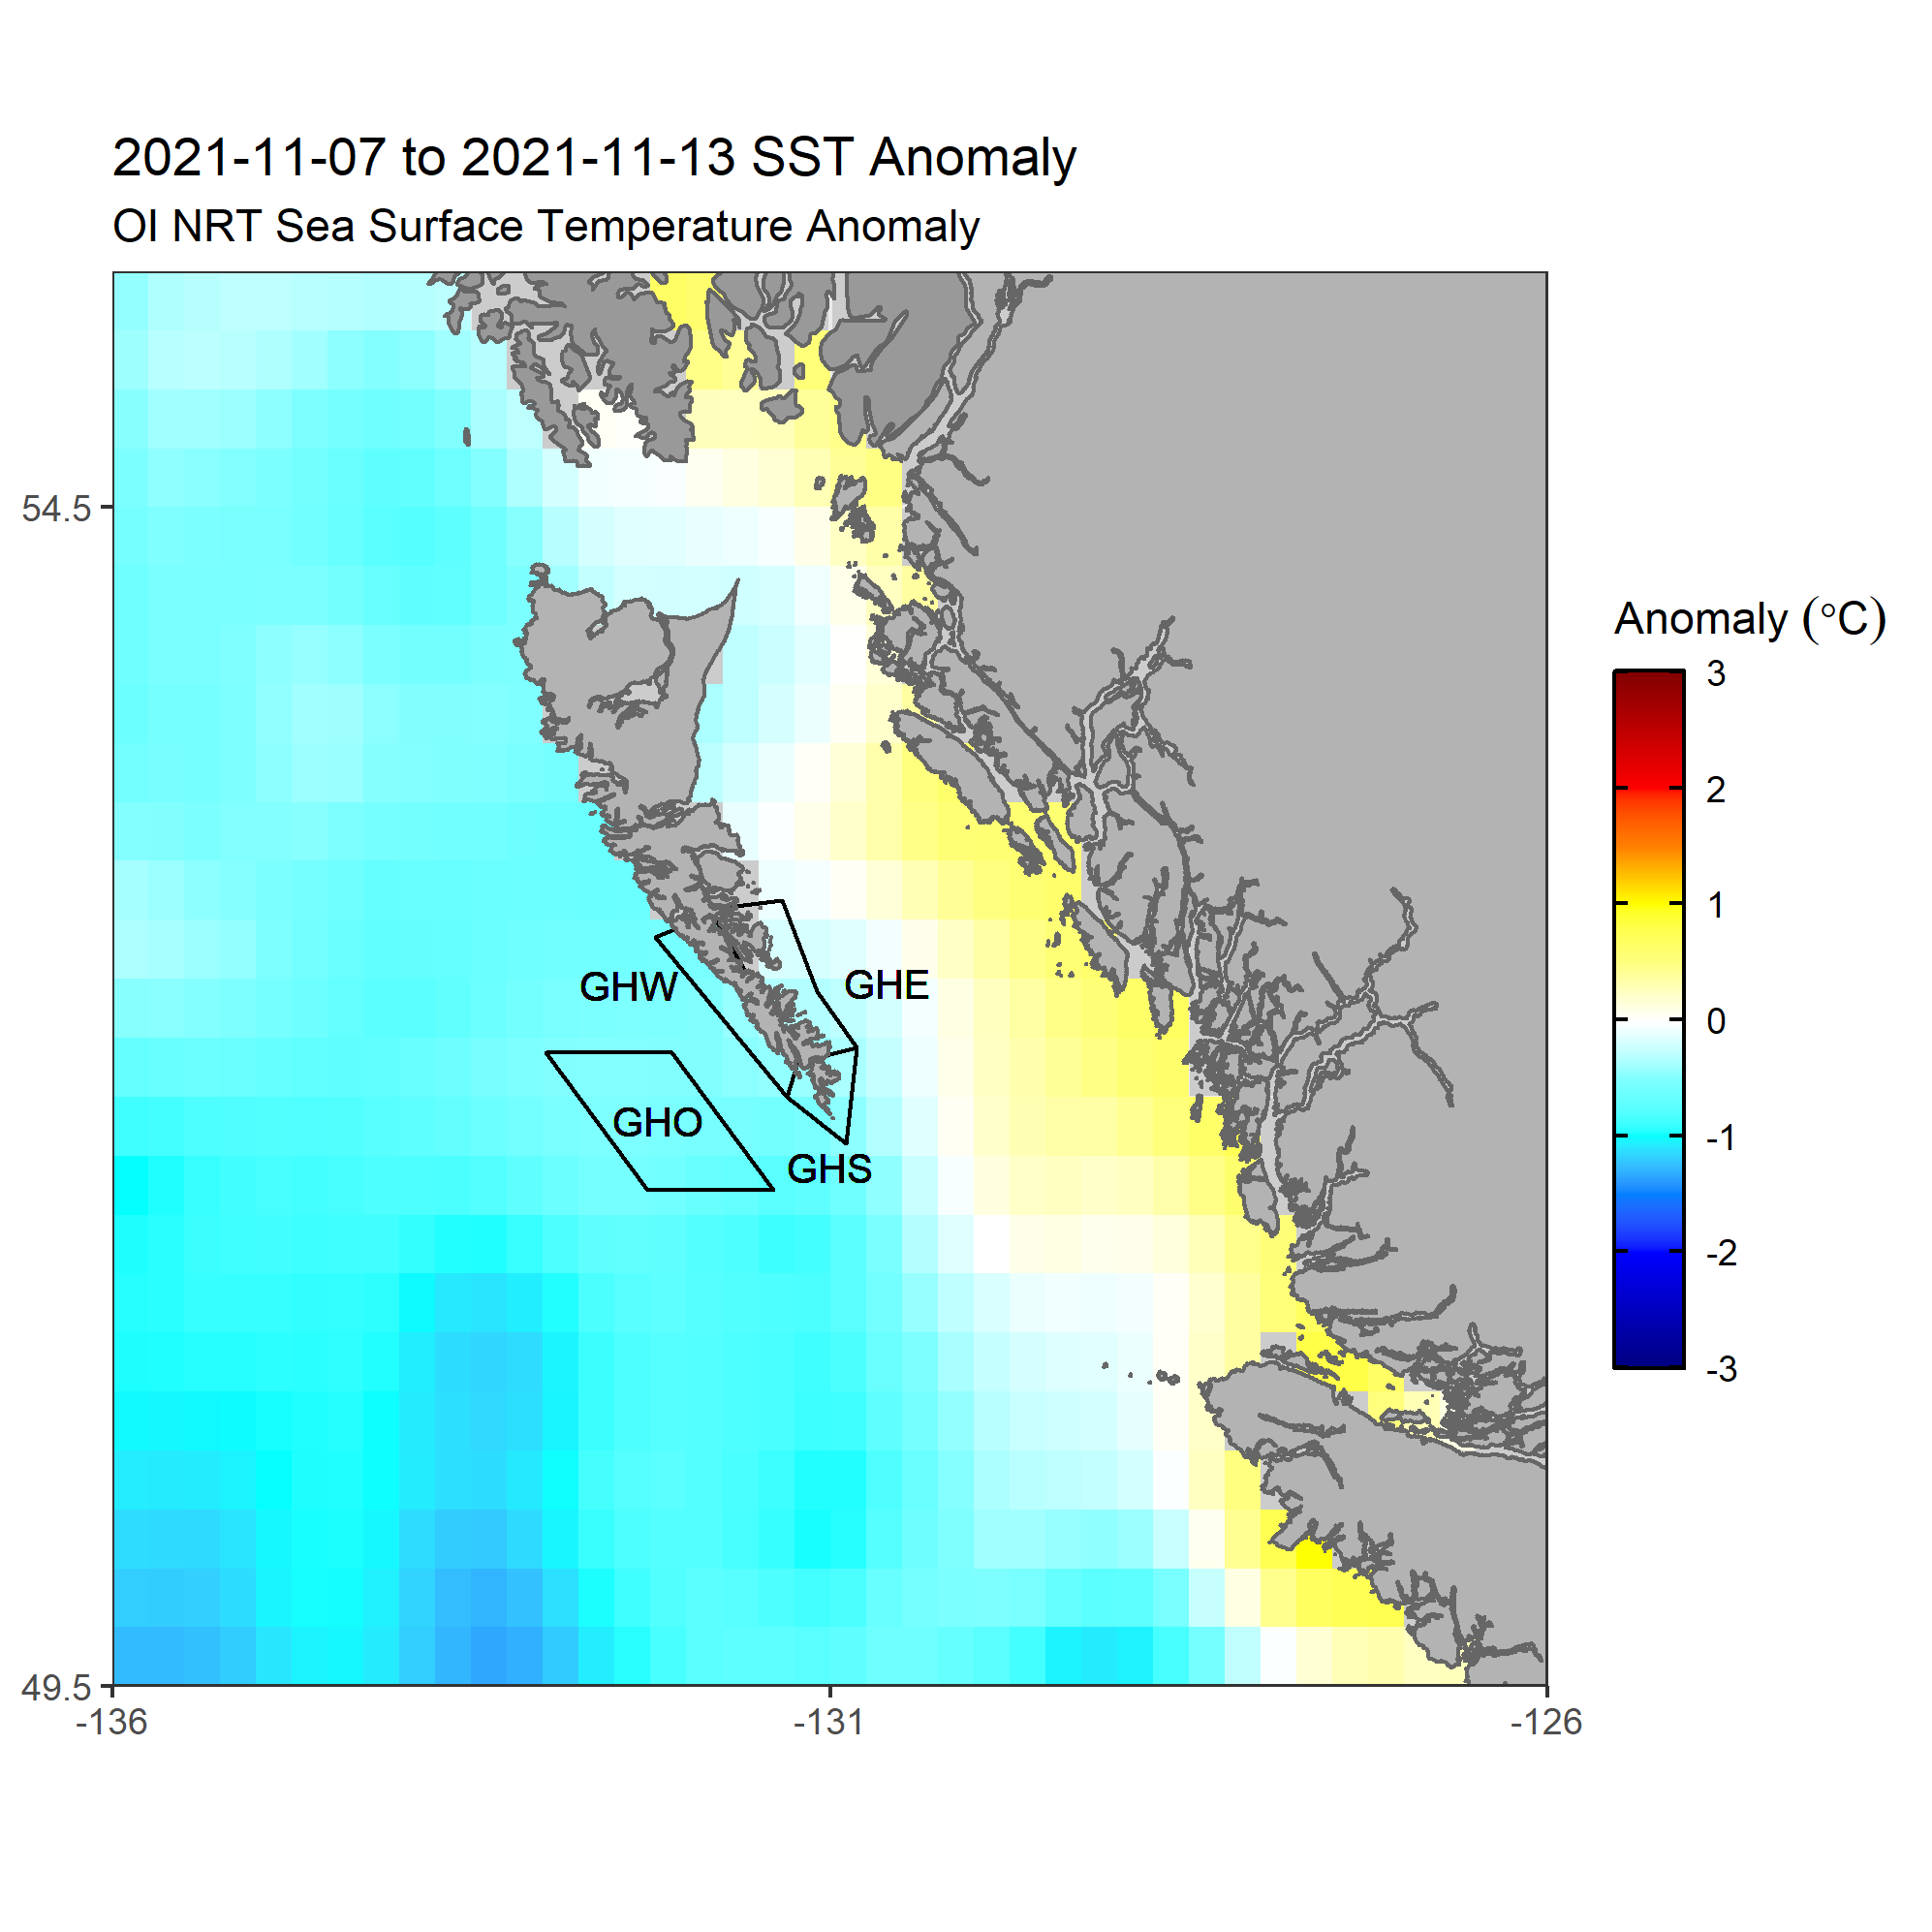 2021-11-07 to 2021-11-13 SST Anomaly
OI NRT Sea Surface Temperature Anomaly
54.5
49.5
-136
-131
-126
GHW
GHE
GHO
GHS
Anomaly (°C)
3
2
1
0
-1
-2
-3